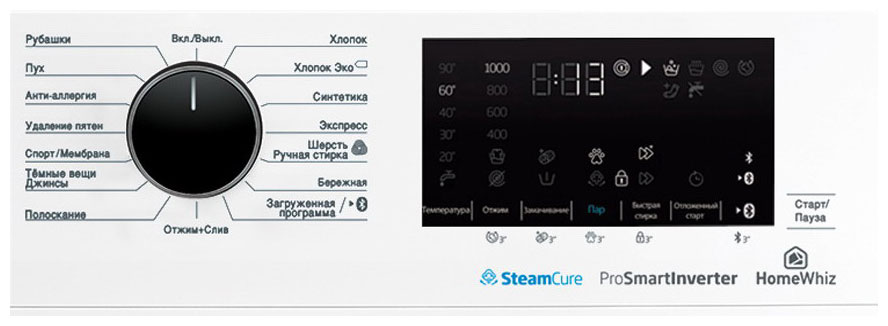 Вкл./Выкл.
Рубашки
Пух
Анти-аллергия
Удаление пятен
Спорт/Мембрана
Тёмные вещи
Джинсы
Полоскание
Отжим+Слив
Хлопок
Хлопок Эко
Синтетика
Экспресс
Шерсть
Ручная стирка
Бережная
Загруженная
программа /
90° 1000
60° 800
40° 600
30° 400
20°
Температура
Отжим
Замачивание
Пар
Быстрая
стирка
Отложенный
старт
Старт/
Пауза
3" 3" 3" 3" 3"
SteamCure ProSmartInverter HomeWhiz